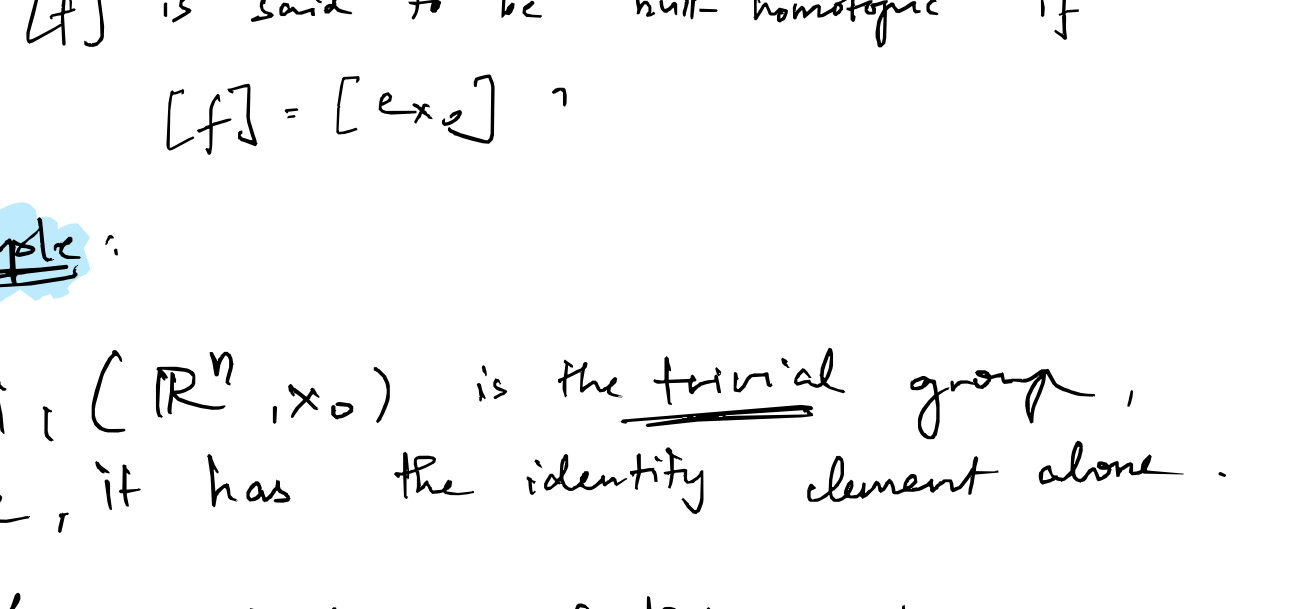 [f] is said to be null-homotopic if
[f] = [e_{x_0}] ,
ple :
π_1 (ℝ^n , x_0) is the trivial group ,
, it has the identity element alone .